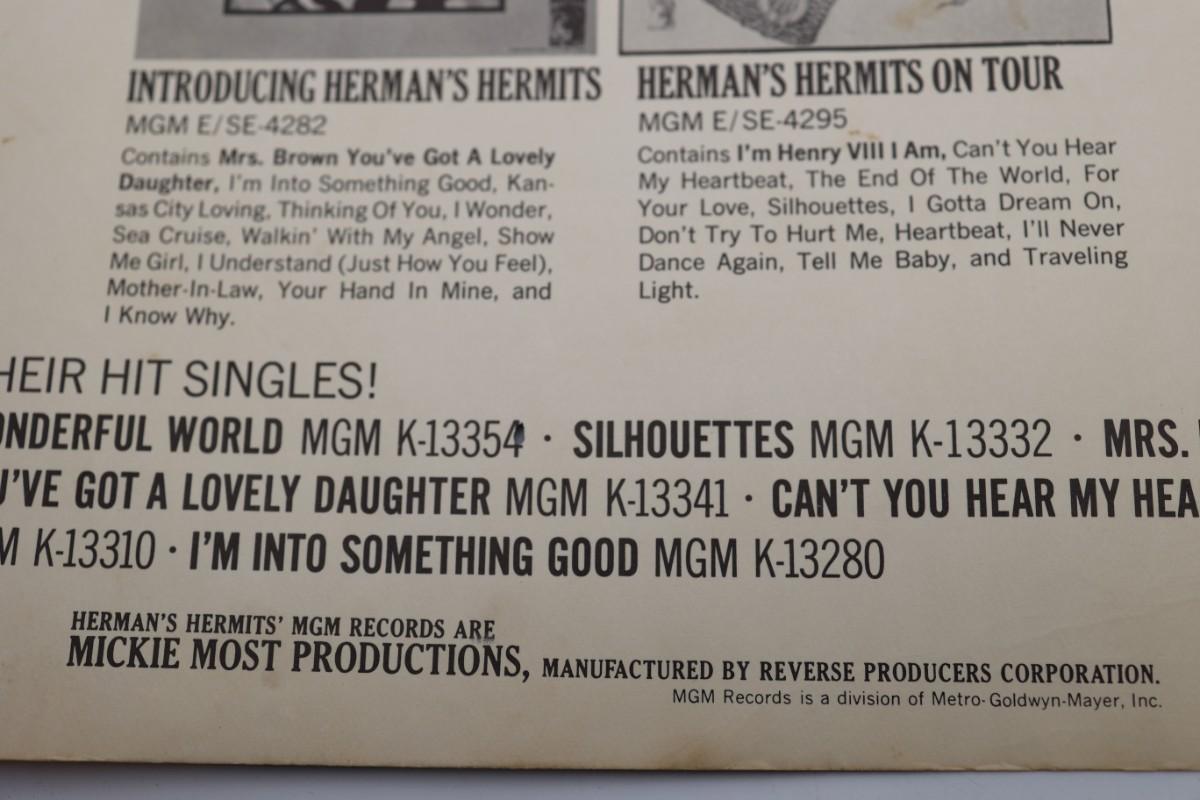 INTRODUCING HERMAN'S HERMITS
MGM E/SE-4282
Contains Mrs. Brown You've Got A Lovely
Daughter, I'm Into Something Good, Kan-
sas City Loving, Thinking Of You, I Wonder,
Sea Cruise, Walkin' With My Angel, Show
Me Girl, I Understand (Just How You Feel),
Mother-In-Law, Your Hand In Mine, and
I Know Why.
HERMAN'S HERMITS ON TOUR
MGM E/SE-4295
Contains I'm Henry VIII I Am, Can't You Hear
My Heartbeat, The End Of The World, For
Your Love, Silhouettes, I Gotta Dream On,
Don't Try To Hurt Me, Heartbeat, I'll Never
Dance Again, Tell Me Baby, and Traveling
Light.
HEIR HIT SINGLES!
ONDERFUL WORLD MGM K-13354 · SILHOUETTES MGM K-13332 · MRS.
U'VE GOT A LOVELY DAUGHTER MGM K-13341 · CAN'T YOU HEAR MY HEA
M K-13310 · I'M INTO SOMETHING GOOD MGM K-13280
HERMAN'S HERMITS' MGM RECORDS ARE
MICKIE MOST PRODUCTIONS, MANUFACTURED BY REVERSE PRODUCERS CORPORATION.
MGM Records is a division of Metro-Goldwyn-Mayer, Inc.